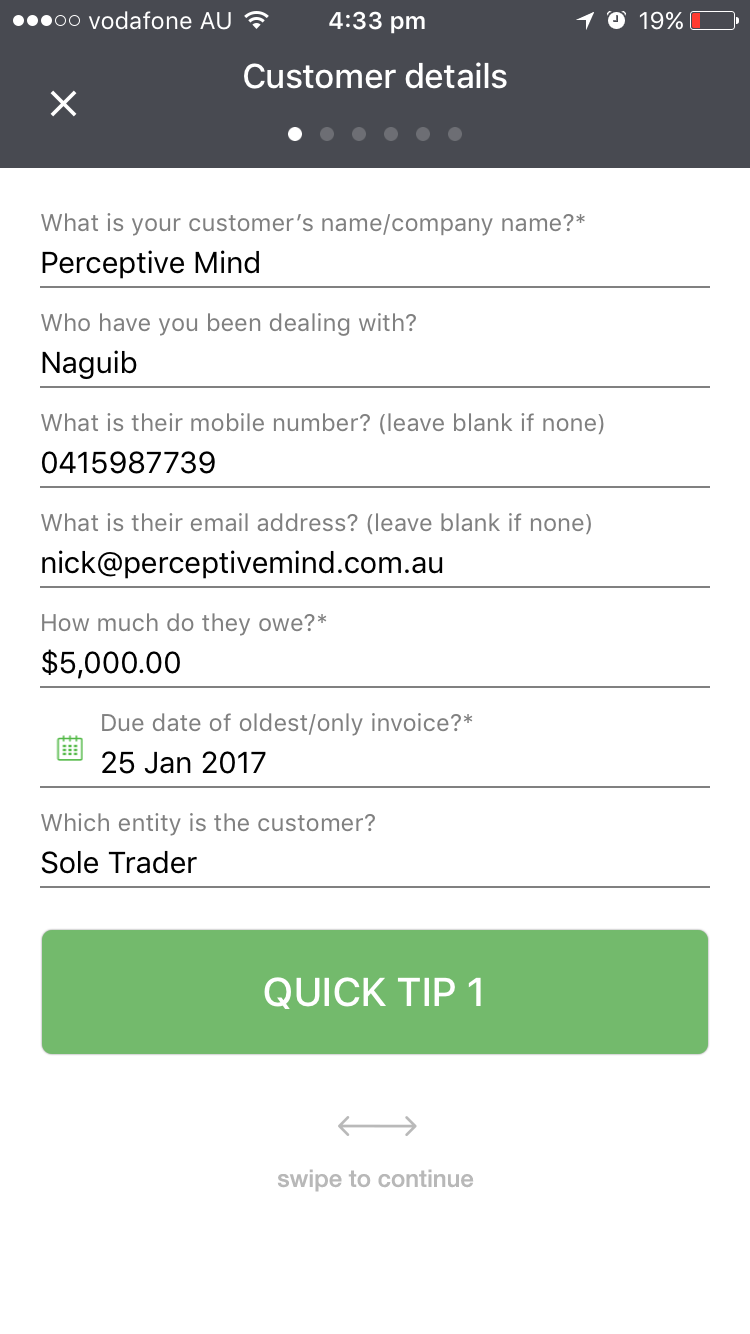 vodafone AU 4:33 pm 19%
Customer details
What is your customer’s name/company name?*
Perceptive Mind
Who have you been dealing with?
Naguib
What is their mobile number? (leave blank if none)
0415987739
What is their email address? (leave blank if none)
nick@perceptivemind.com.au
How much do they owe?*
$5,000.00
Due date of oldest/only invoice?*
25 Jan 2017
Which entity is the customer?
Sole Trader
QUICK TIP 1
swipe to continue